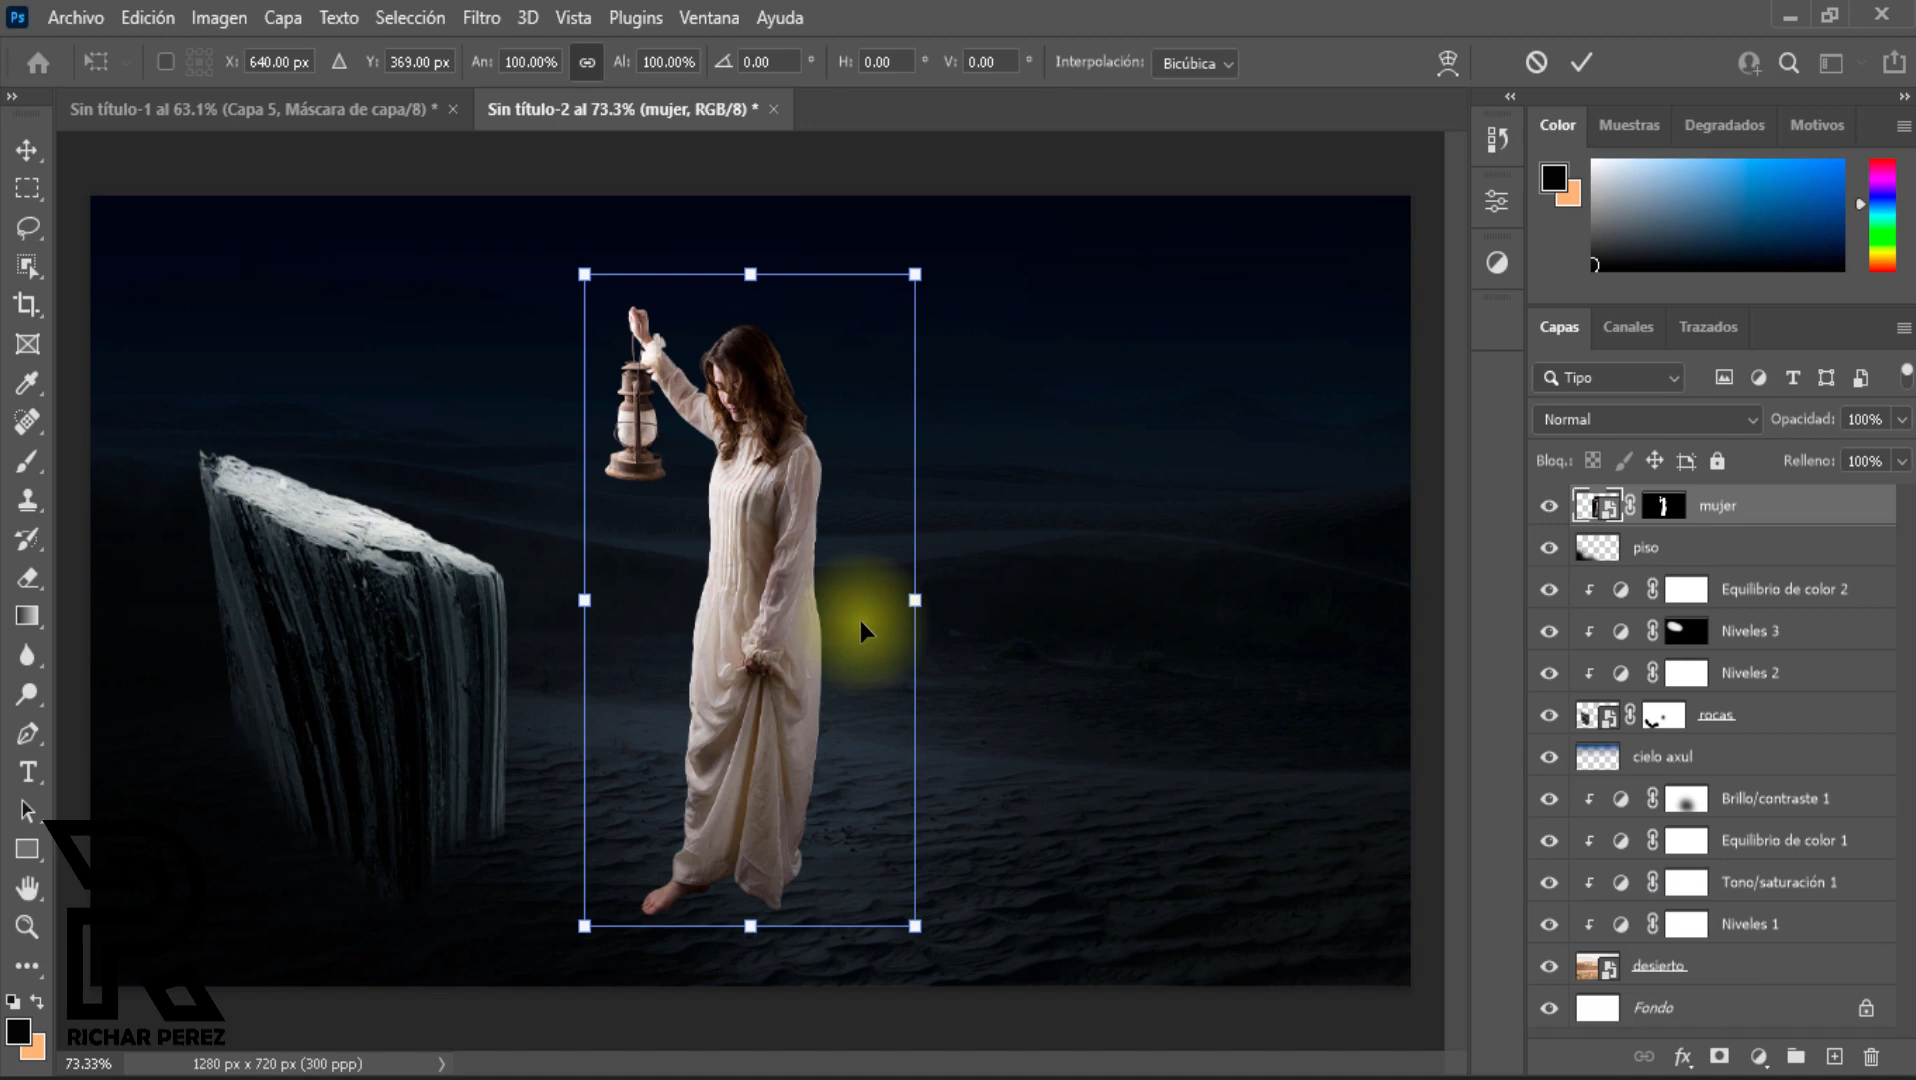 Ps Archivo Edición Imagen Capa Texto Selección Filtro 3D Vista Plugins Ventana Ayuda
X: 640.00 px Y: 369.00 px An: 100.00% Al: 100.00% 0.00 ° H: 0.00 ° V: 0.00 ° Interpolación: Bicúbica
Sin título-1 al 63.1% (Capa 5, Máscara de capa/8) * ×
Sin título-2 al 73.3% (mujer, RGB/8) * ×
Color Muestras Degradados Motivos
Capas Canales Trazados
Tipo
Normal Opacidad: 100%
Bloq.: Relleno: 100%
mujer
piso
Equilibrio de color 2
Niveles 3
Niveles 2
rocas
cielo axul
Brillo/contraste 1
Equilibrio de color 1
Tono/saturación 1
Niveles 1
desierto
Fondo
fx
RICHAR PEREZ
73.33% 1280 px x 720 px (300 ppp)